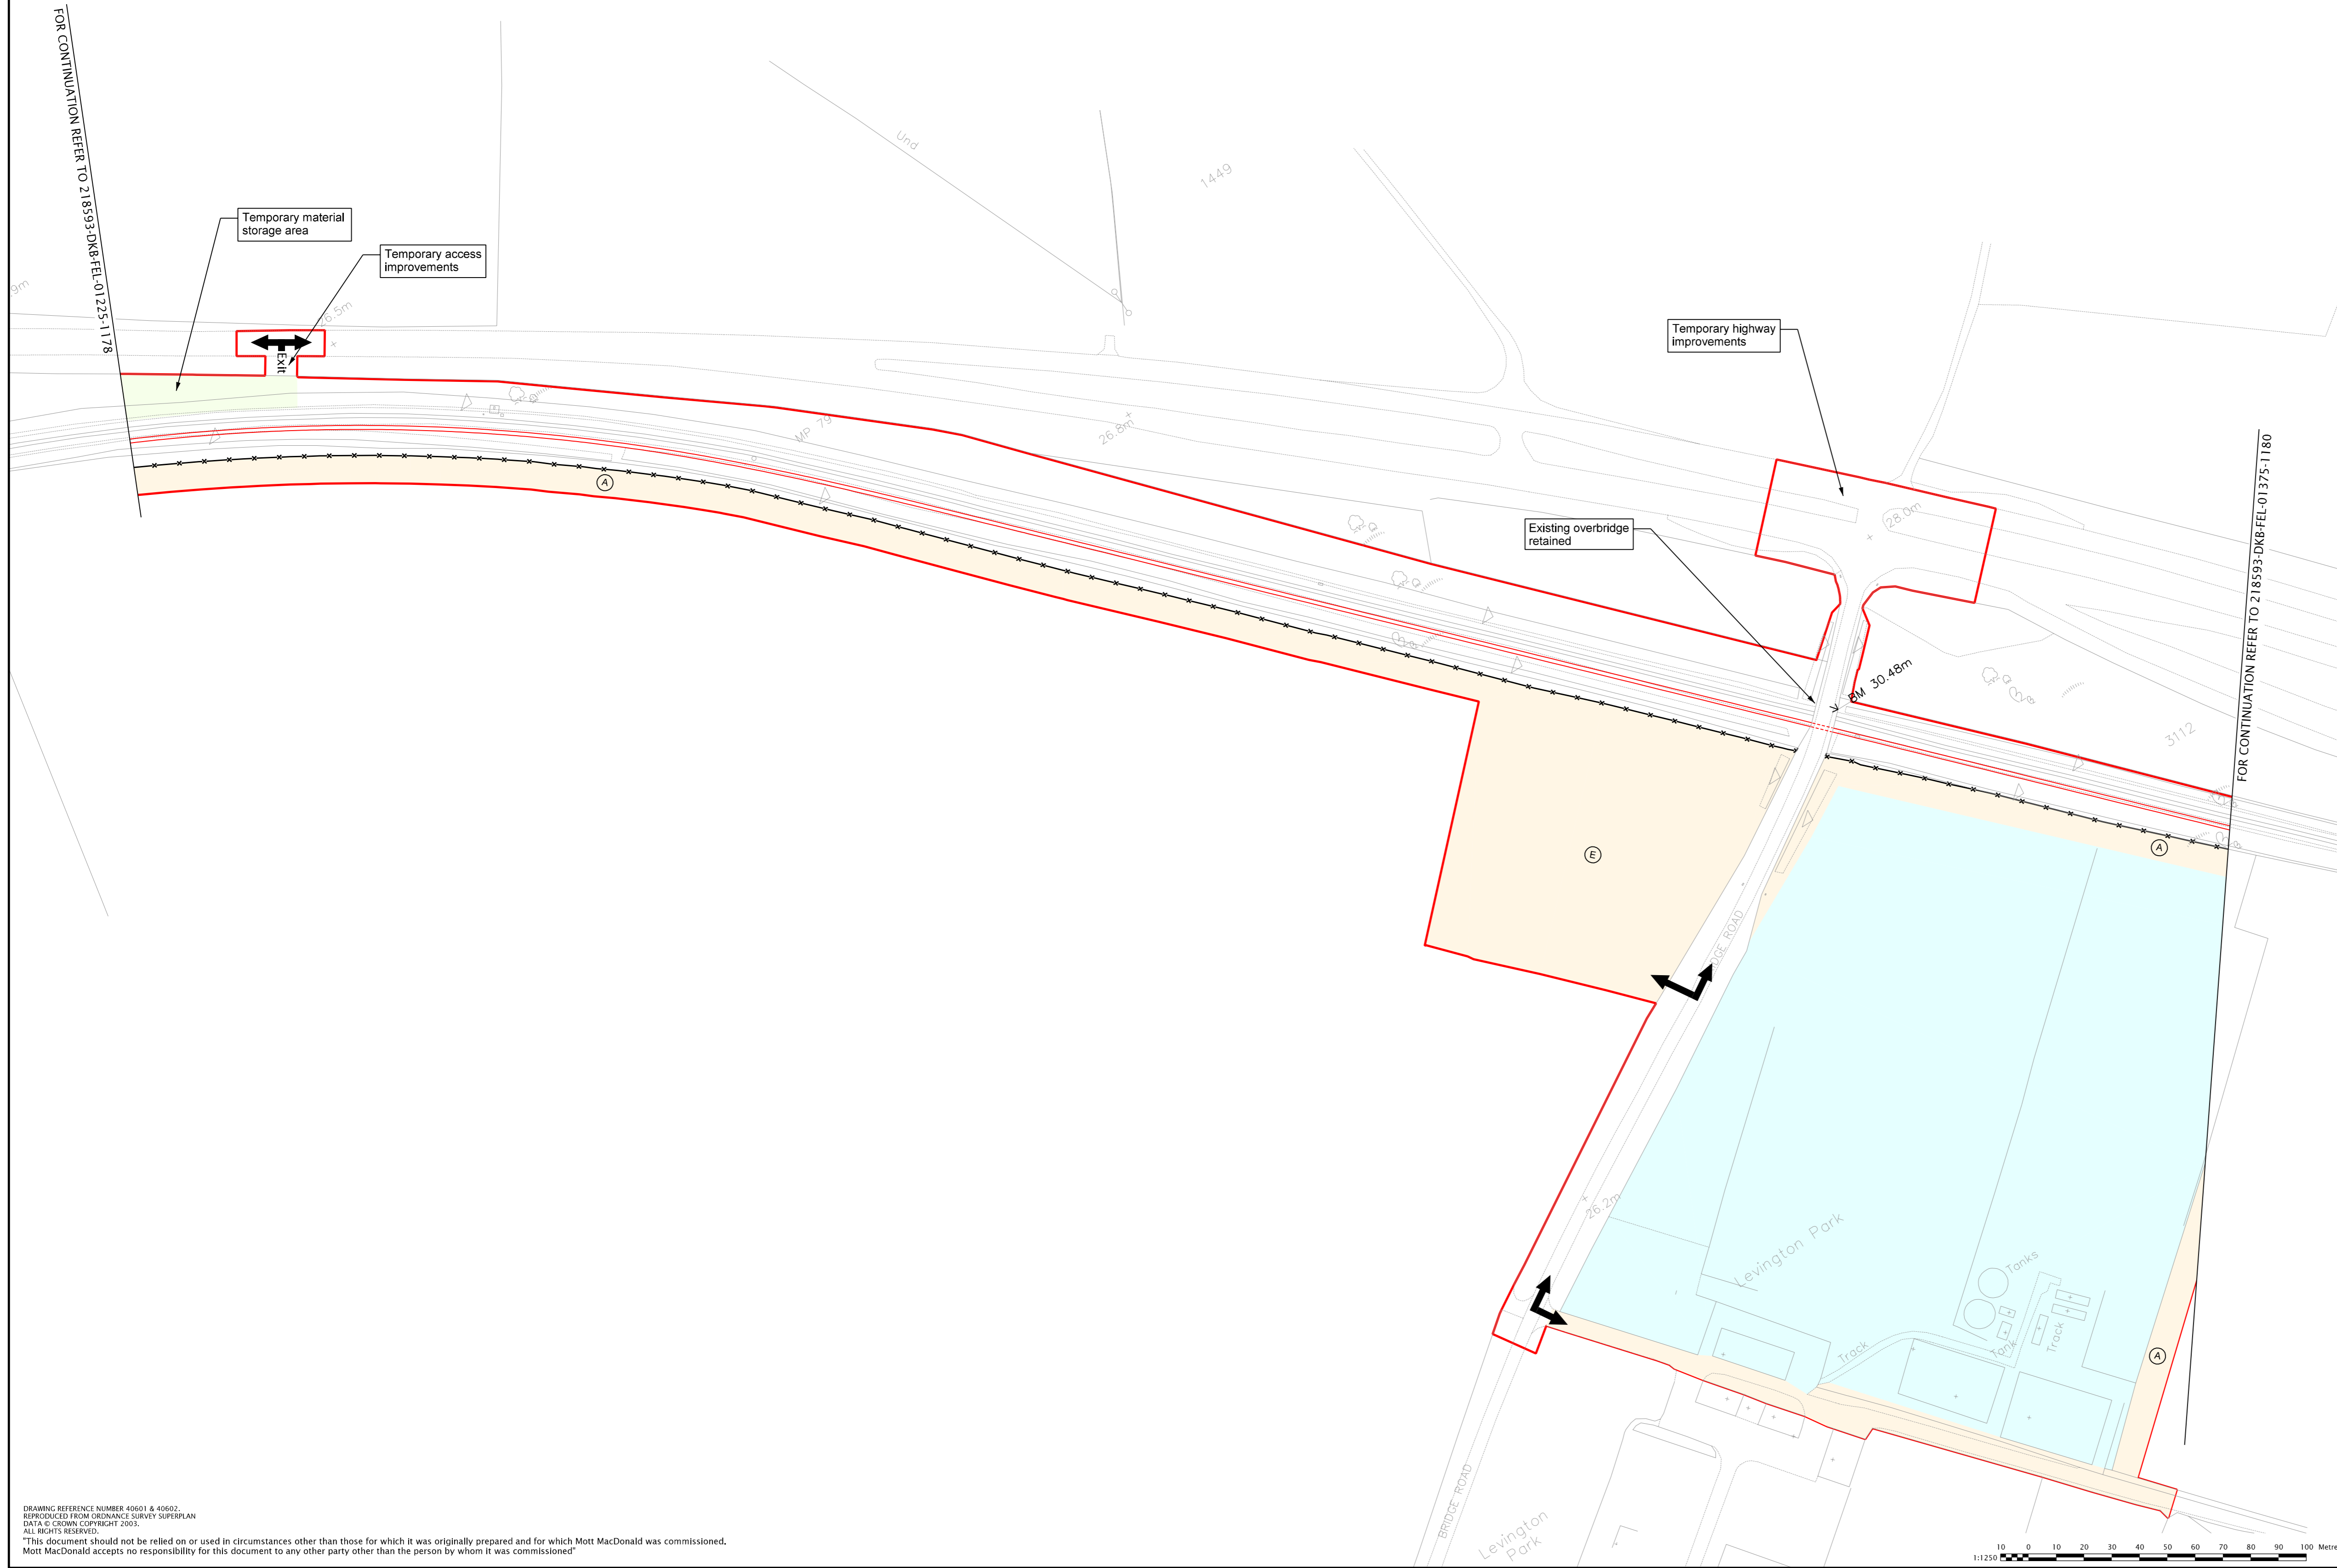 FOR CONTINUATION REFER TO 218593-DKB-FEL-01225-1178
Und
1449
Temporary material
storage area
Temporary access
improvements
9m
26.5m
Exit
Temporary highway
improvements
MP 79
26.8m
28.0m
Existing overbridge
retained
FOR CONTINUATION REFER TO 218593-DKB-FEL-01375-1180
A
BM 30.48m
3112
A
E
BRIDGE ROAD
26.2m
Levington Park
Tanks
Tank
Track
Track
A
BRIDGE ROAD
Levington
Park
DRAWING REFERENCE NUMBER 40601 & 40602.
REPRODUCED FROM ORDNANCE SURVEY SUPERPLAN
DATA © CROWN COPYRIGHT 2003.
ALL RIGHTS RESERVED.
"This document should not be relied on or used in circumstances other than those for which it was originally prepared and for which Mott MacDonald was commissioned.
Mott MacDonald accepts no responsibility for this document to any other party other than the person by whom it was commissioned"
1:1250
10 0 10 20 30 40 50 60 70 80 90 100 Metre